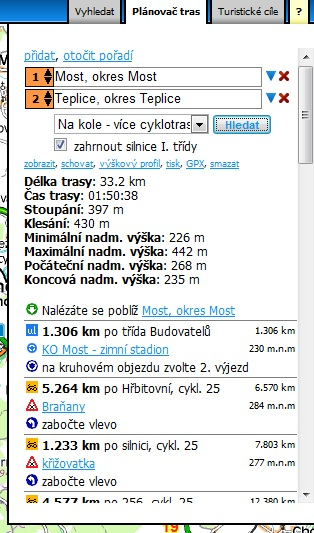 Vyhledat Plánovač tras Turistické cíle ?
přidat, otočit pořadí
1 Most, okres Most
2 Teplice, okres Teplice
Na kole - více cyklotras Hledat
zahrnout silnice I. třídy
zobrazit, schovat, výškový profil, tisk, GPX, smazat
Délka trasy: 33.2 km
Čas trasy: 01:50:38
Stoupání: 397 m
Klesání: 430 m
Minimální nadm. výška: 226 m
Maximální nadm. výška: 442 m
Počáteční nadm. výška: 268 m
Koncová nadm. výška: 235 m
Nalézáte se poblíž Most, okres Most
1.306 km po třída Budovatelů 1.306 km
KO Most - zimní stadion 230 m.n.m
na kruhovém objezdu zvolte 2. výjezd
5.264 km po Hřbitovní, cykl. 25 6.570 km
Braňany 284 m.n.m
zabočte vlevo
1.233 km po silnici, cykl. 25 7.803 km
křižovatka 277 m.n.m
zabočte vlevo
4.577 km po 256, cykl. 25 12.380 km
19